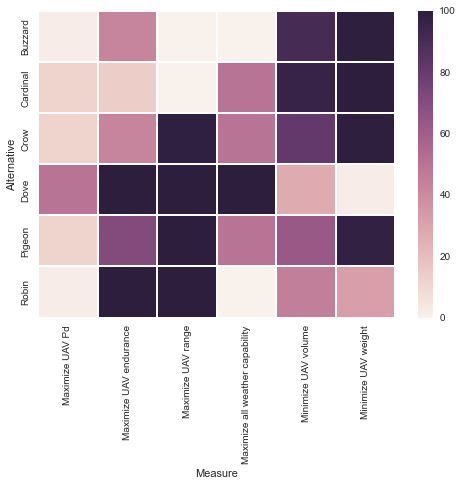 Alternative
Buzzard
Cardinal
Crow
Dove
Pigeon
Robin
100
80
60
40
20
0
Maximize UAV Pd
Maximize UAV endurance
Maximize UAV range
Maximize all weather capability
Minimize UAV volume
Minimize UAV weight
Measure